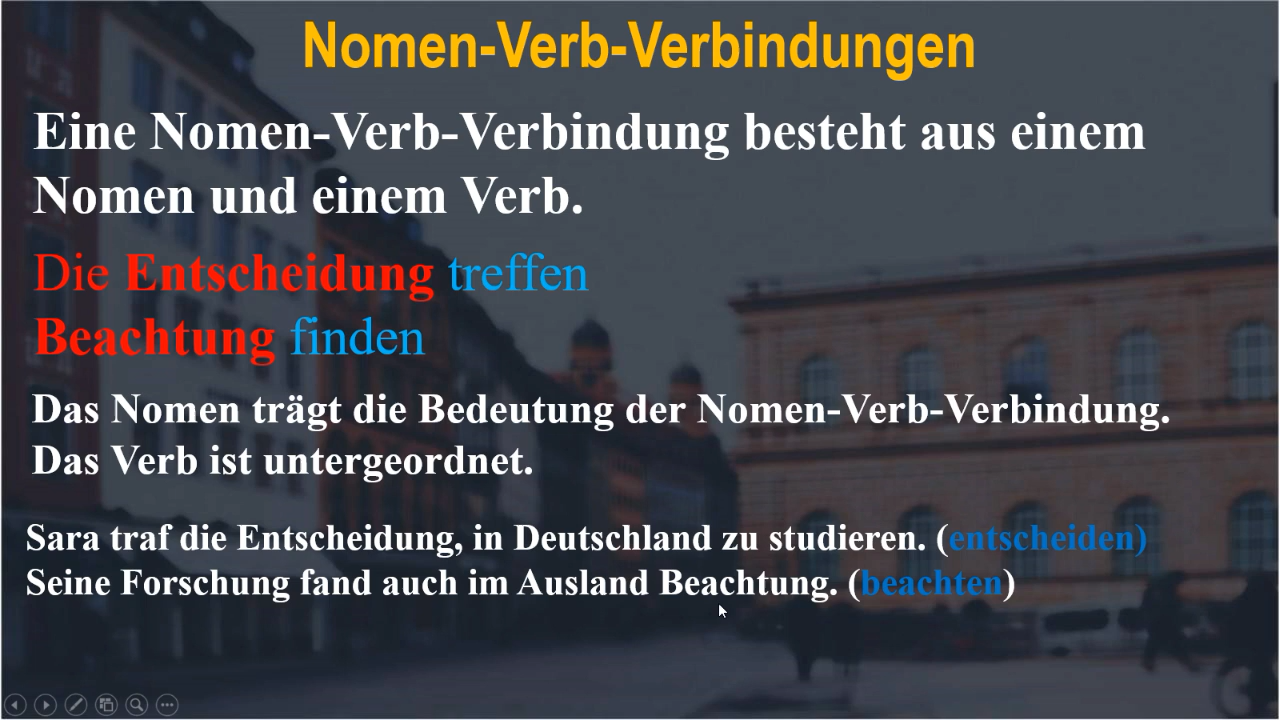 Nomen-Verb-Verbindungen
Eine Nomen-Verb-Verbindung besteht aus einem
Nomen und einem Verb.
Die Entscheidung treffen
Beachtung finden
Das Nomen trägt die Bedeutung der Nomen-Verb-Verbindung.
Das Verb ist untergeordnet.
Sara traf die Entscheidung, in Deutschland zu studieren. (entscheiden)
Seine Forschung fand auch im Ausland Beachtung. (beachten)